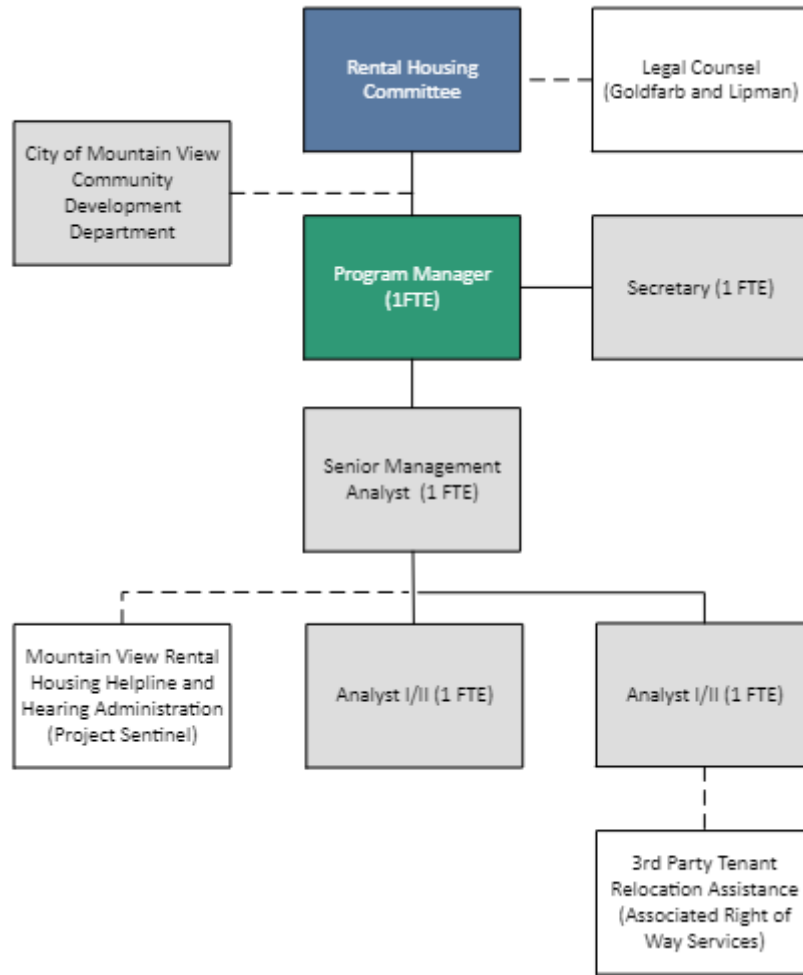 Rental Housing
Committee
Legal Counsel
(Goldfarb and Lipman)
City of Mountain View
Community
Development
Department
Program Manager
(1FTE)
Secretary (1 FTE)
Senior Management
Analyst (1 FTE)
Mountain View Rental
Housing Helpline and
Hearing Administration
(Project Sentinel)
Analyst I/II (1 FTE)
Analyst I/II (1 FTE)
3rd Party Tenant
Relocation Assistance
(Associated Right of
Way Services)